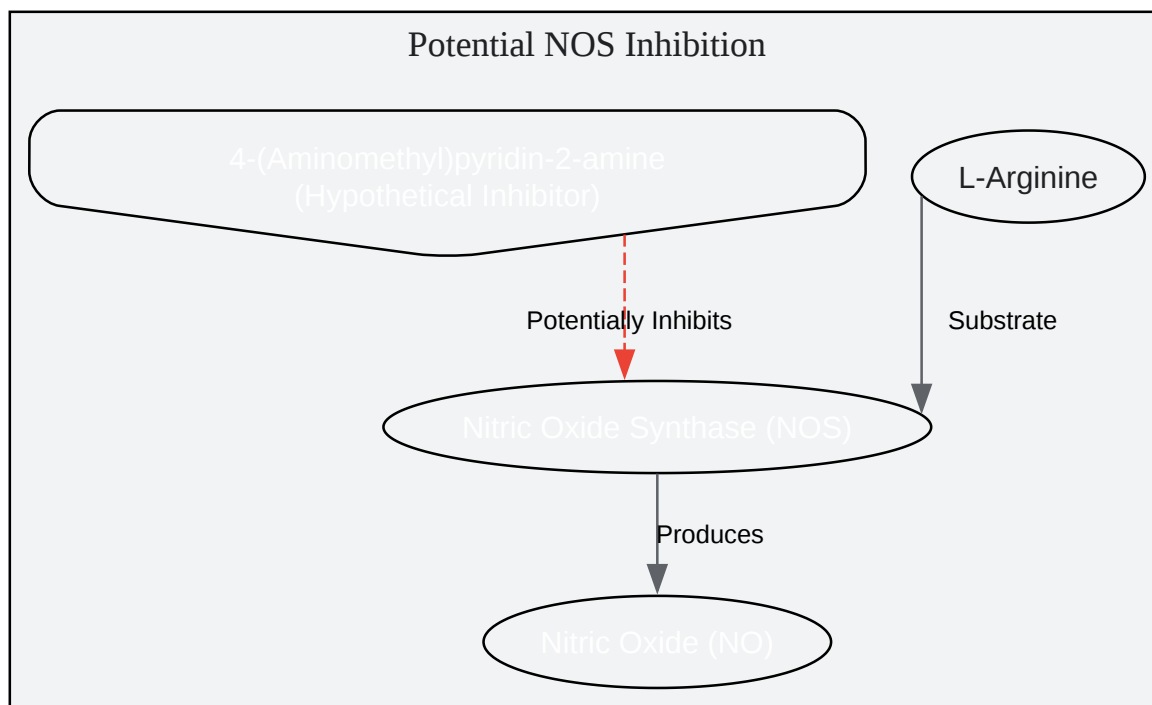 Potential NOS Inhibition
4-(Aminomethyl)pyridin-2-amine
(Hypothetical Inhibitor)
L-Arginine
Potentially Inhibits
Substrate
Nitric Oxide Synthase (NOS)
Produces
Nitric Oxide (NO)